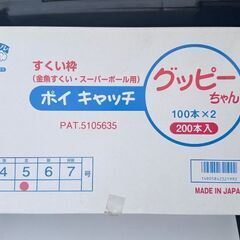 すくい枠
(金魚すくい・スーパーボール用)
ポイ キャッチ
PAT.5105635
グッピー
ちゃん
100本×2
200本入
4 5 6 7 号
MADE IN JAPAN